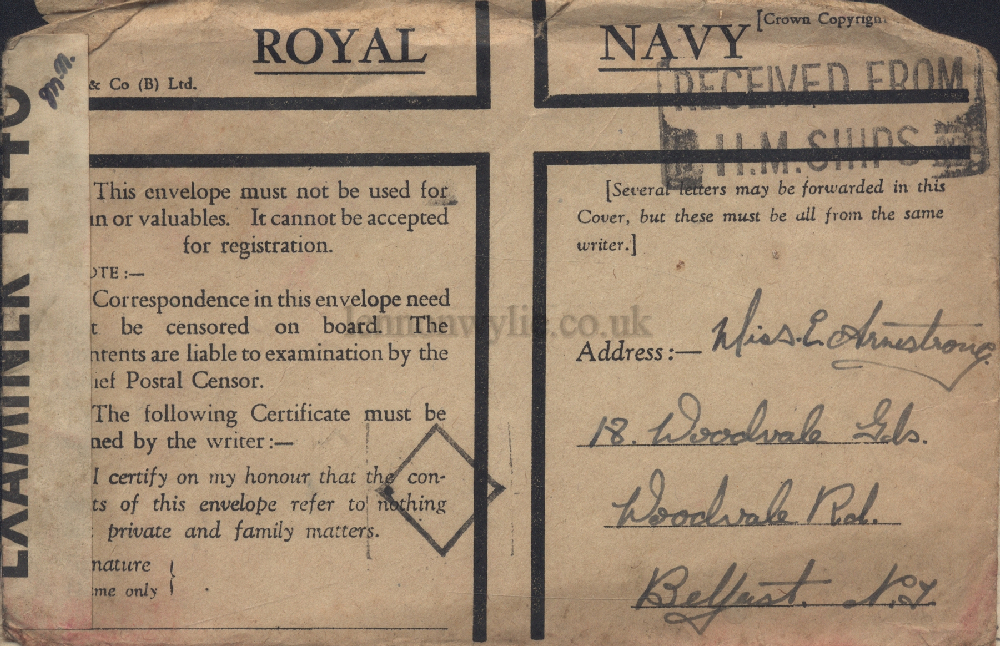 ROYAL NAVY
[Crown Copyrigh
& Co (B) Ltd.
RECEIVED FROM
H.M. SHIPS
This envelope must not be used for
in or valuables. It cannot be accepted
for registration.
OTE :—
Correspondence in this envelope need
t be censored on board. The
ntents are liable to examination by the
ief Postal Censor.
The following Certificate must be
ned by the writer :—
I certify on my honour that the con-
ts of this envelope refer to nothing
private and family matters.
nature
me only
[Several letters may be forwarded in this
Cover, but these must be all from the same
writer.]
Address :— Miss. E. Armstrong
18. Woodvale Gds.
Woodvale Rd.
Belfast. N.I.
EXAMINER
lennonwylie.co.uk